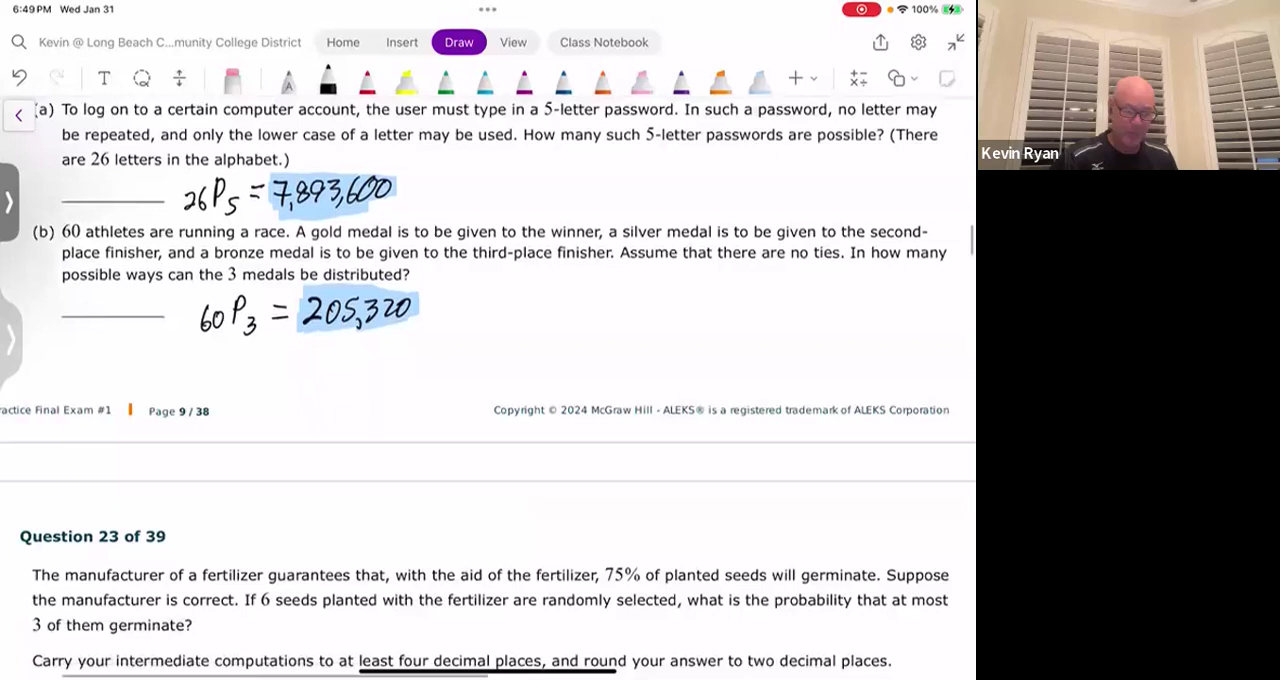 6:49 PM Wed Jan 31
100%
Kevin @ Long Beach C...munity College District
Home
Insert
Draw
View
Class Notebook
(a) To log on to a certain computer account, the user must type in a 5-letter password. In such a password, no letter may
be repeated, and only the lower case of a letter may be used. How many such 5-letter passwords are possible? (There
are 26 letters in the alphabet.)
26P5 = 7,893,600
(b) 60 athletes are running a race. A gold medal is to be given to the winner, a silver medal is to be given to the second-
place finisher, and a bronze medal is to be given to the third-place finisher. Assume that there are no ties. In how many
possible ways can the 3 medals be distributed?
60P3 = 205,320
actice Final Exam #1 Page 9 / 38 Copyright © 2024 McGraw Hill - ALEKS® is a registered trademark of ALEKS Corporation
Question 23 of 39
The manufacturer of a fertilizer guarantees that, with the aid of the fertilizer, 75% of planted seeds will germinate. Suppose
the manufacturer is correct. If 6 seeds planted with the fertilizer are randomly selected, what is the probability that at most
3 of them germinate?
Carry your intermediate computations to at least four decimal places, and round your answer to two decimal places.
Kevin Ryan